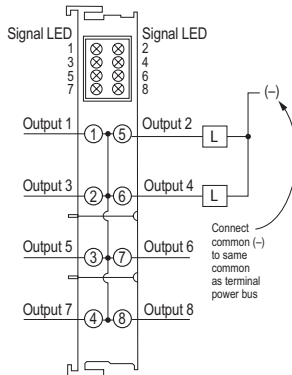 Signal LED
Signal LED
1 2
3 4
5 6
7 8
(–)
Output 1 1 5 Output 2 L
Output 3 2 6 Output 4 L
Connect
common (–)
to same
common
as terminal
power bus
Output 5 3 7 Output 6
Output 7 4 8 Output 8